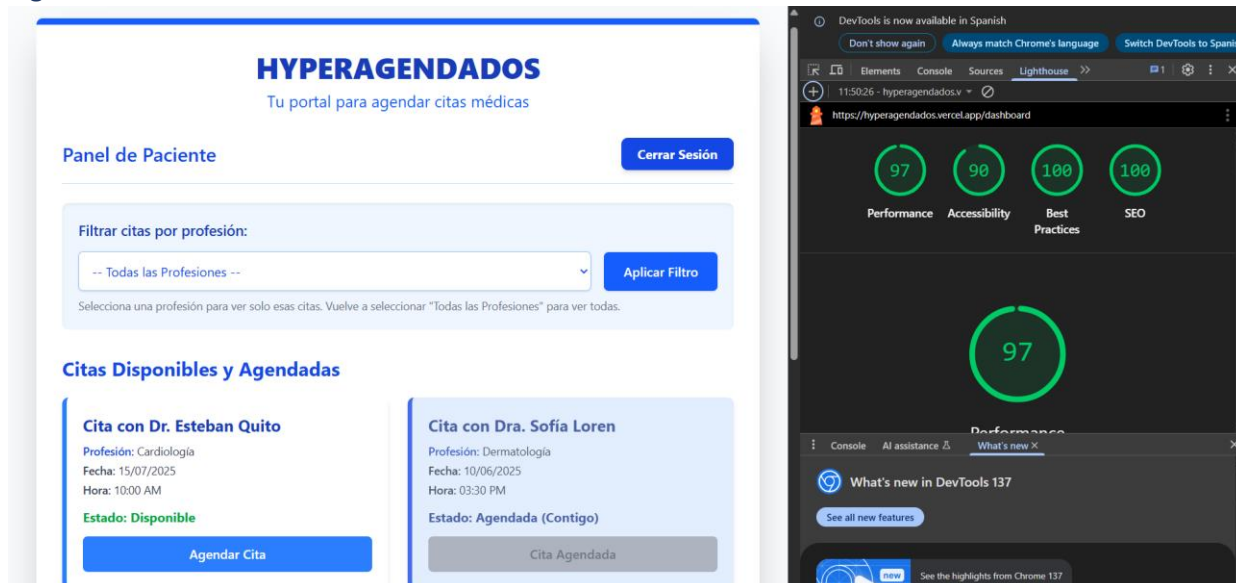 HYPERAGENDADOS
Tu portal para agendar citas médicas
Panel de Paciente
Cerrar Sesión
Filtrar citas por profesión:
-- Todas las Profesiones --
Aplicar Filtro
Selecciona una profesión para ver solo esas citas. Vuelve a seleccionar "Todas las Profesiones" para ver todas.
Citas Disponibles y Agendadas
Cita con Dr. Esteban Quito
Profesión: Cardiología
Fecha: 15/07/2025
Hora: 10:00 AM
Estado: Disponible
Agendar Cita
Cita con Dra. Sofía Loren
Profesión: Dermatología
Fecha: 10/06/2025
Hora: 03:30 PM
Estado: Agendada (Contigo)
Cita Agendada
DevTools is now available in Spanish
Don't show again
Always match Chrome's language
Switch DevTools to Spanis
Elements Console Sources Lighthouse
1
11:50:26 - hyperagendados.v
https://hyperagendados.vercel.app/dashboard
97 90 100 100
Performance Accessibility Best Practices SEO
97
Performance
Console AI assistance What's new
What's new in DevTools 137
See all new features
new
See the highlights from Chrome 137